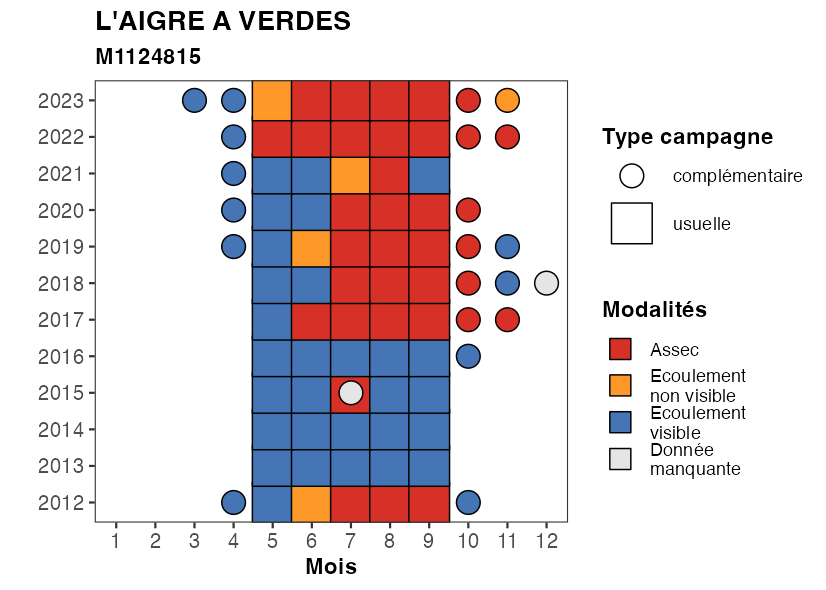 L'AIGRE A VERDES
M1124815
2023
2022
2021
2020
2019
2018
2017
2016
2015
2014
2013
2012
1 2 3 4 5 6 7 8 9 10 11 12
Mois
Type campagne
complémentaire
usuelle
Modalités
Assec
Ecoulement
non visible
Ecoulement
visible
Donnée
manquante